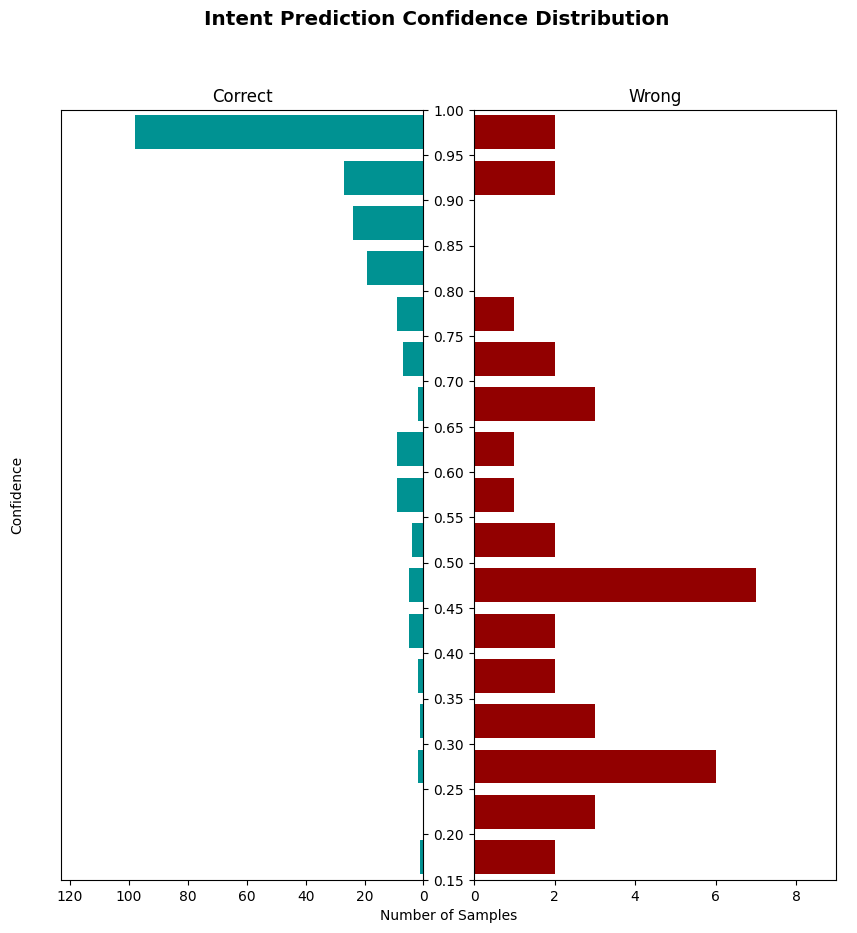 Intent Prediction Confidence Distribution
Correct
Wrong
1.00
0.95
0.90
0.85
0.80
0.75
0.70
0.65
0.60
0.55
0.50
0.45
0.40
0.35
0.30
0.25
0.20
0.15
Confidence
120 100 80 60 40 20 0
0 2 4 6 8
Number of Samples